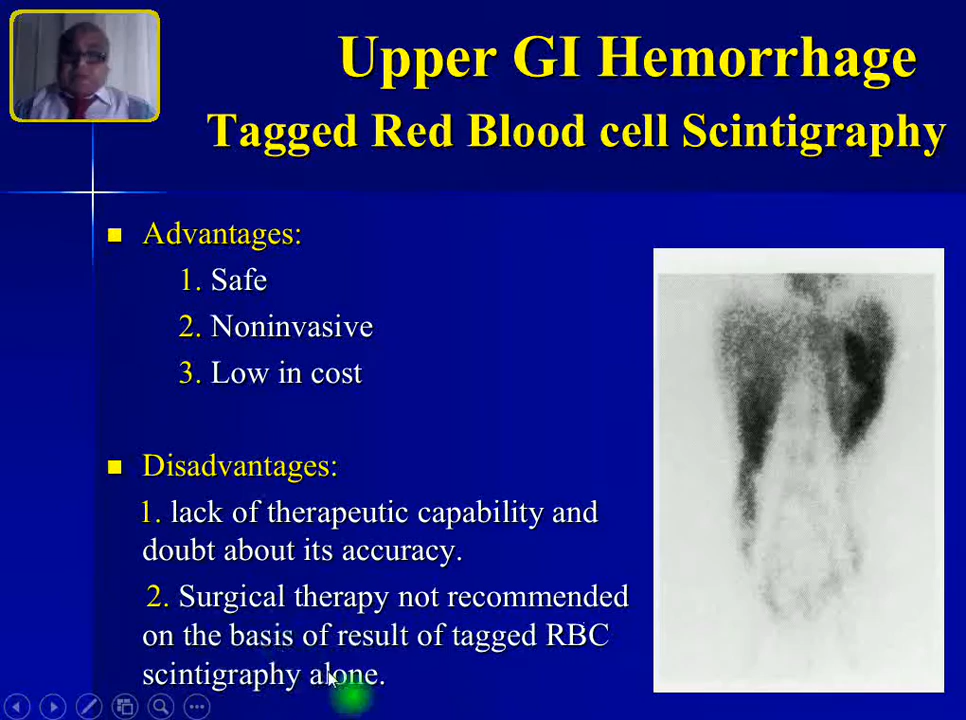 Upper GI Hemorrhage
Tagged Red Blood cell Scintigraphy
Advantages:
1. Safe
2. Noninvasive
3. Low in cost
Disadvantages:
1. lack of therapeutic capability and
doubt about its accuracy.
2. Surgical therapy not recommended
on the basis of result of tagged RBC
scintigraphy alone.